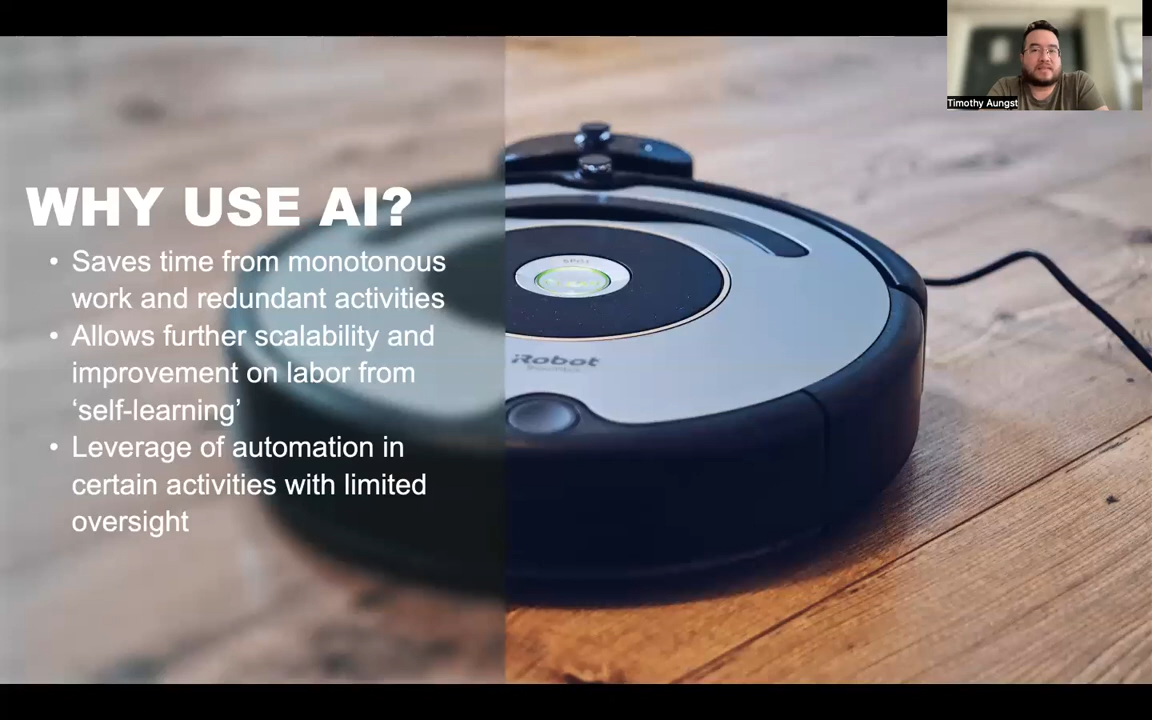 Timothy Aungst
WHY USE AI?
• Saves time from monotonous
work and redundant activities
• Allows further scalability and
improvement on labor from
‘self-learning’
• Leverage of automation in
certain activities with limited
oversight
iRobot